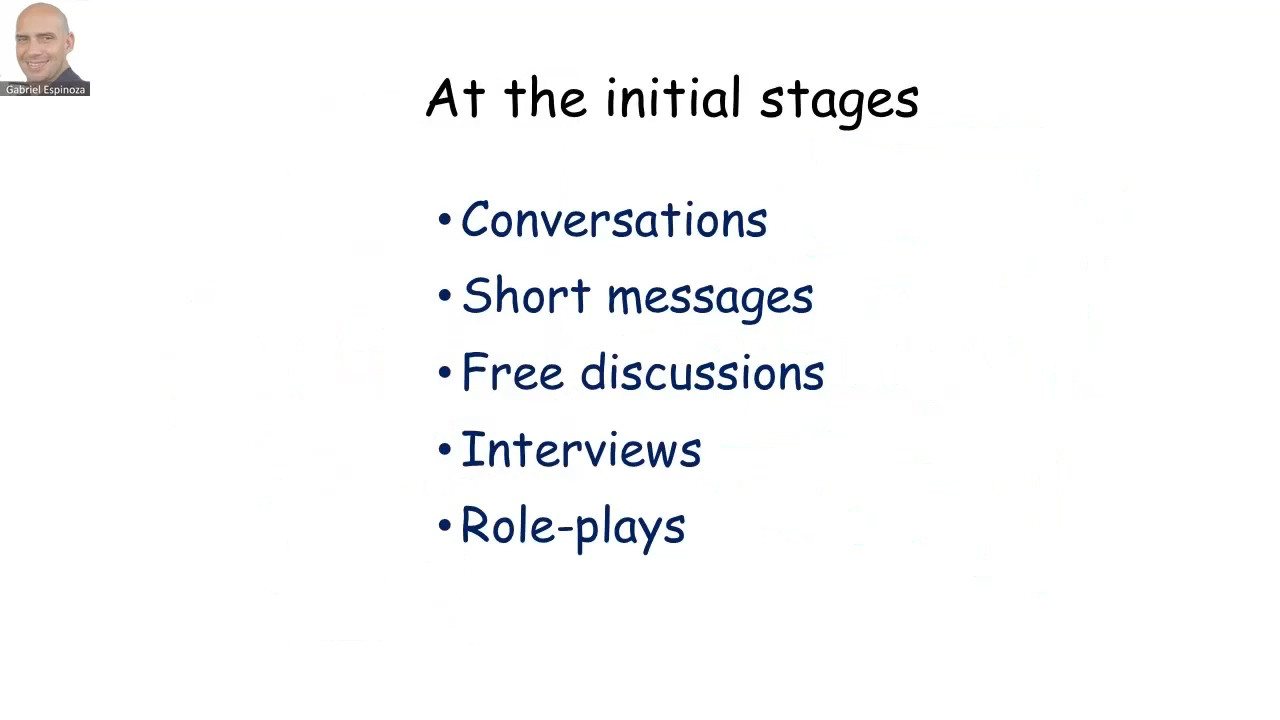 Gabriel Espinoza
At the initial stages
• Conversations
• Short messages
• Free discussions
• Interviews
• Role-plays